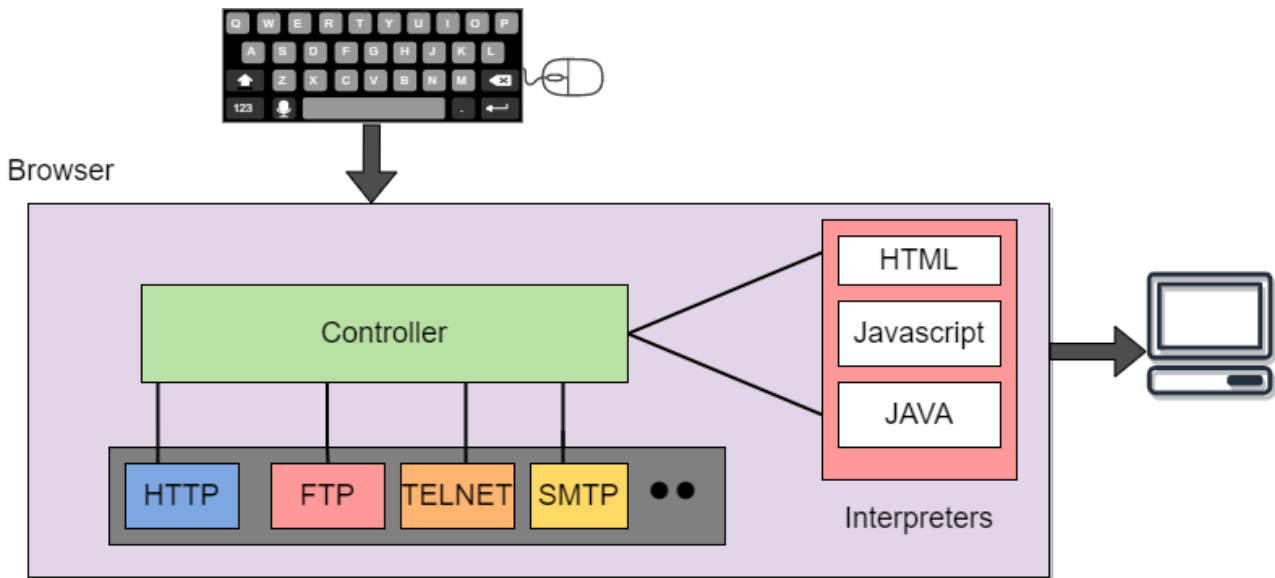 Q W E R T Y U I O P
A S D F G H J K L
Z X C V B N M
123 .
Browser
HTML
Controller
Javascript
JAVA
HTTP FTP TELNET SMTP
Interpreters